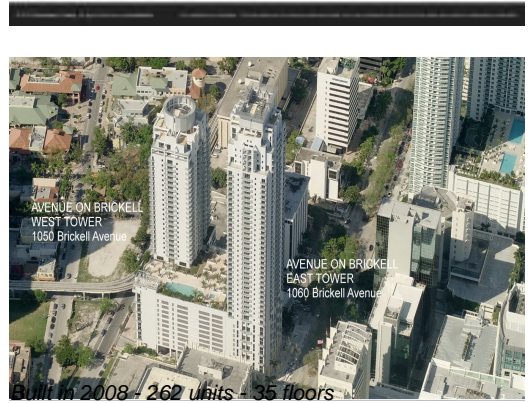 AVENUE ON BRICKELL
WEST TOWER
1050 Brickell Avenue
AVENUE ON BRICKELL
EAST TOWER
1060 Brickell Avenue
Built in 2008 - 262 units - 35 floors